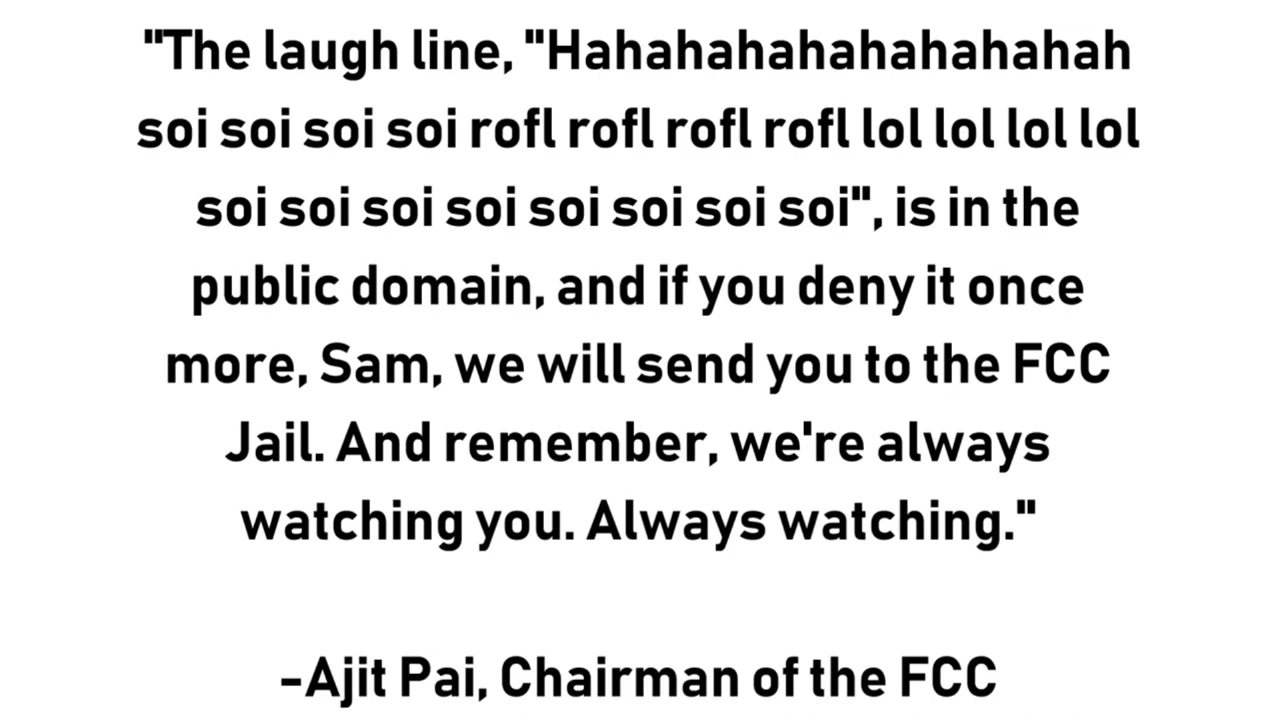 "The laugh line, "Hahahahahahahahahahah
soi soi soi soi rofl rofl rofl rofl lol lol lol lol
soi soi soi soi soi soi soi soi", is in the
public domain, and if you deny it once
more, Sam, we will send you to the FCC
Jail. And remember, we're always
watching you. Always watching."
-Ajit Pai, Chairman of the FCC